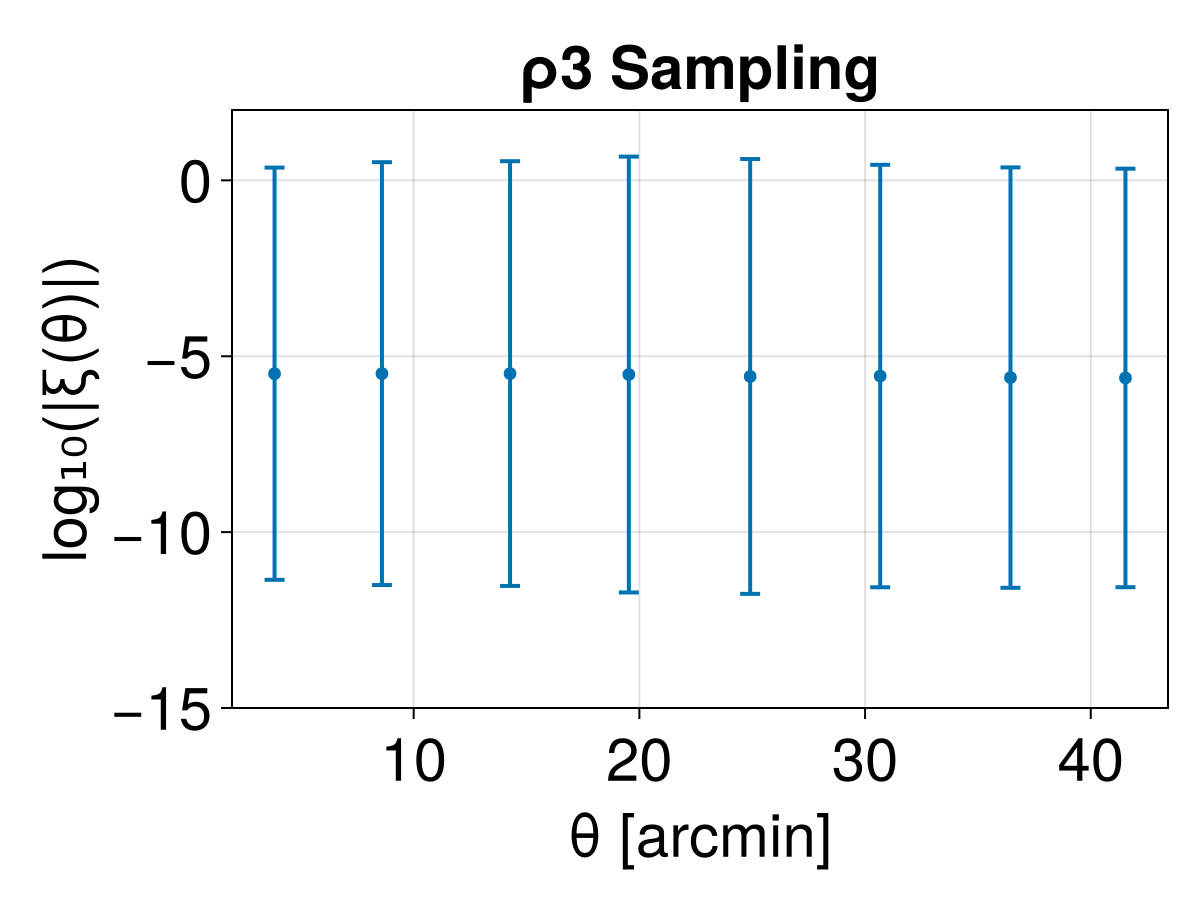 ρ3 Sampling
log₁₀(|ξ(θ)|)
0
−5
−10
−15
10 20 30 40
θ [arcmin]